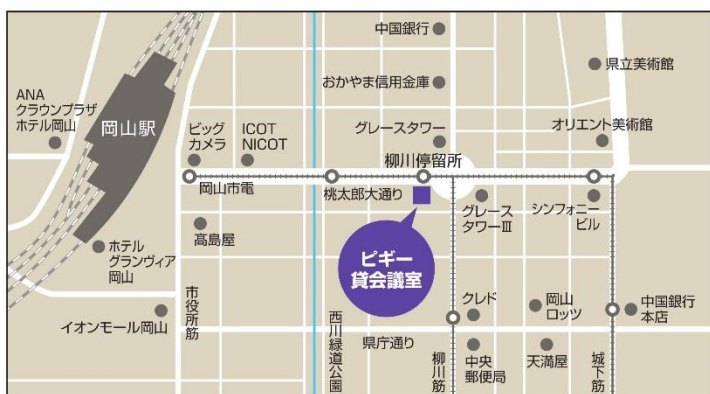 中国銀行
県立美術館
おかやま信用金庫
ANA
クラウンプラザ
ホテル岡山
岡山駅
ビッグ
カメラ
ICOT
NICOT
グレースタワー
オリエント美術館
柳川停留所
岡山市電
桃太郎大通り
グレース
タワーⅢ
シンフォニー
ビル
髙島屋
ホテル
グランヴィア
岡山
ピギー
貸会議室
市役所筋
イオンモール岡山
西川緑道公園
県庁通り
柳川筋
クレド
中央
郵便局
岡山
ロッツ
天満屋
城下筋
中国銀行
本店